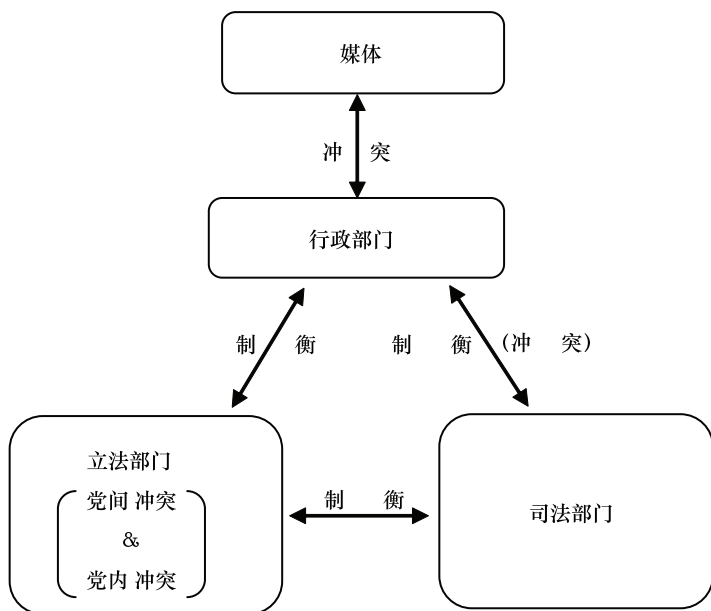 媒体
冲 突
行政部门
制 衡
制 衡 (冲 突)
立法部门
党间 冲突
&
党内 冲突
制 衡
司法部门